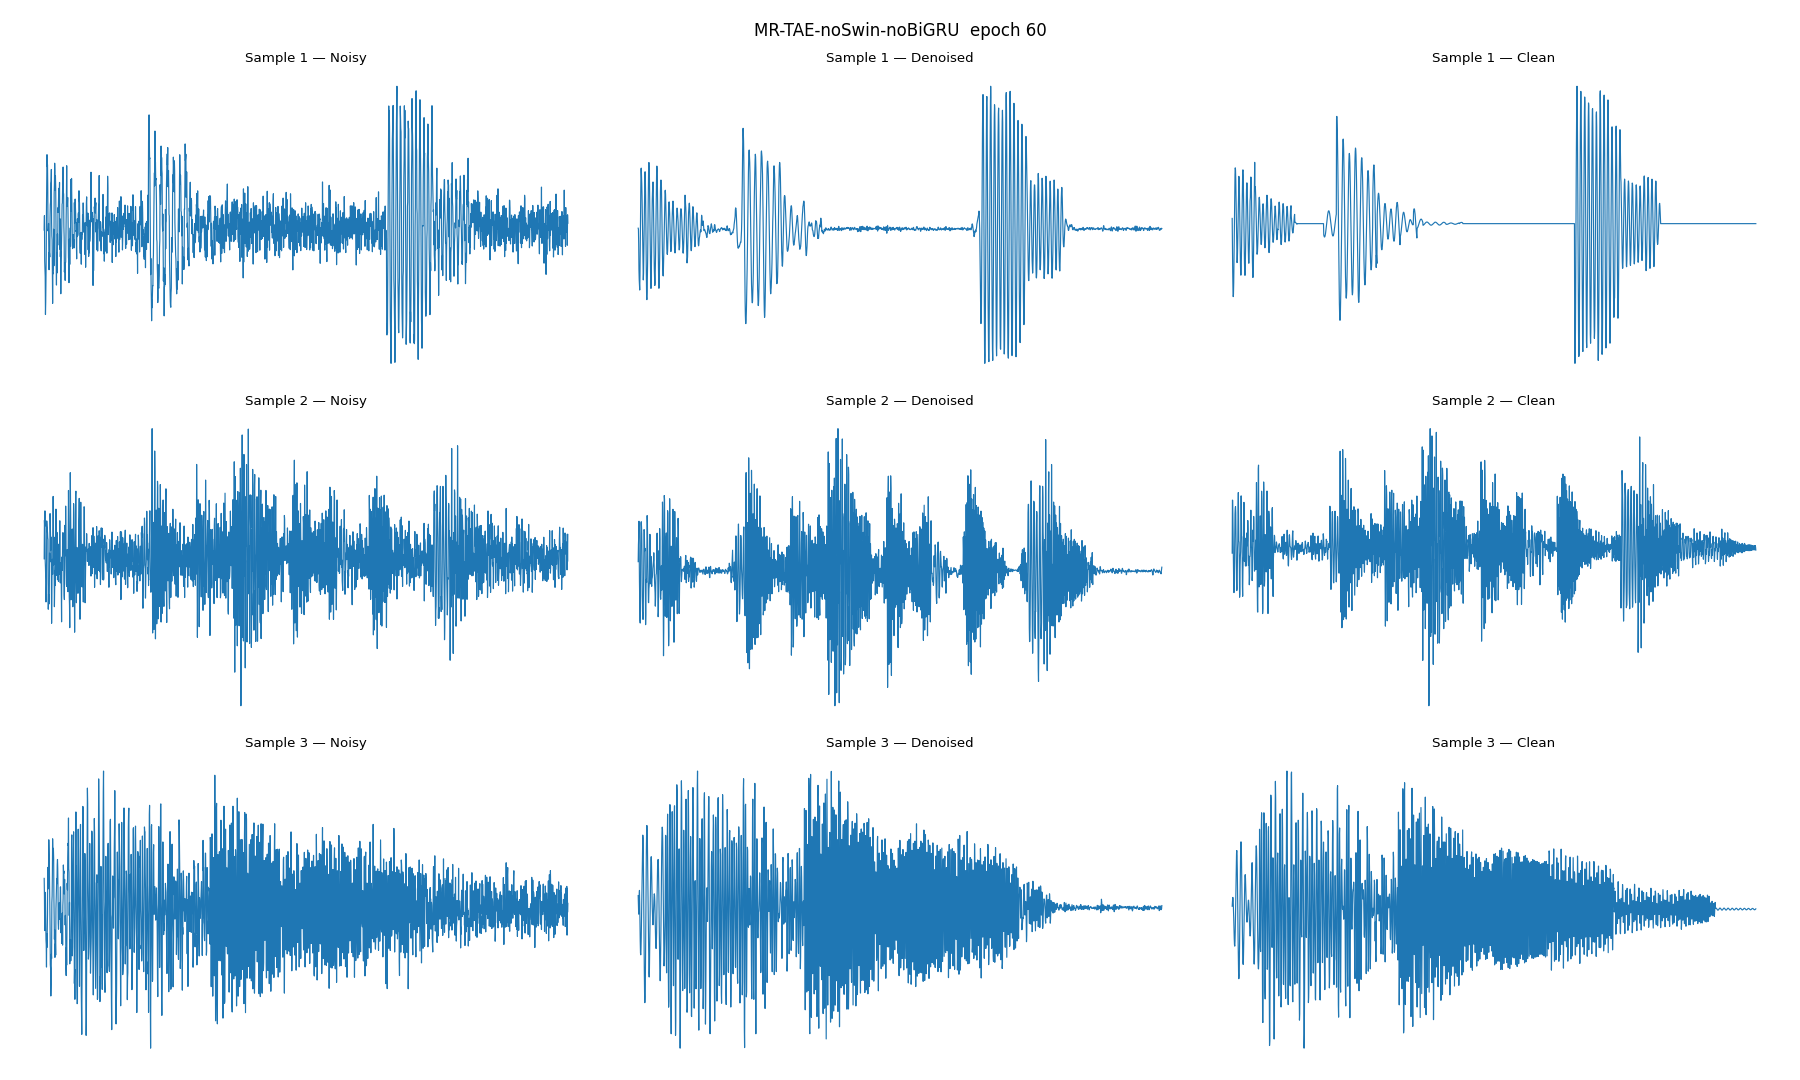 MR-TAE-noSwin-noBiGRU  epoch 60
Sample 1 — Noisy
Sample 1 — Denoised
Sample 1 — Clean
Sample 2 — Noisy
Sample 2 — Denoised
Sample 2 — Clean
Sample 3 — Noisy
Sample 3 — Denoised
Sample 3 — Clean